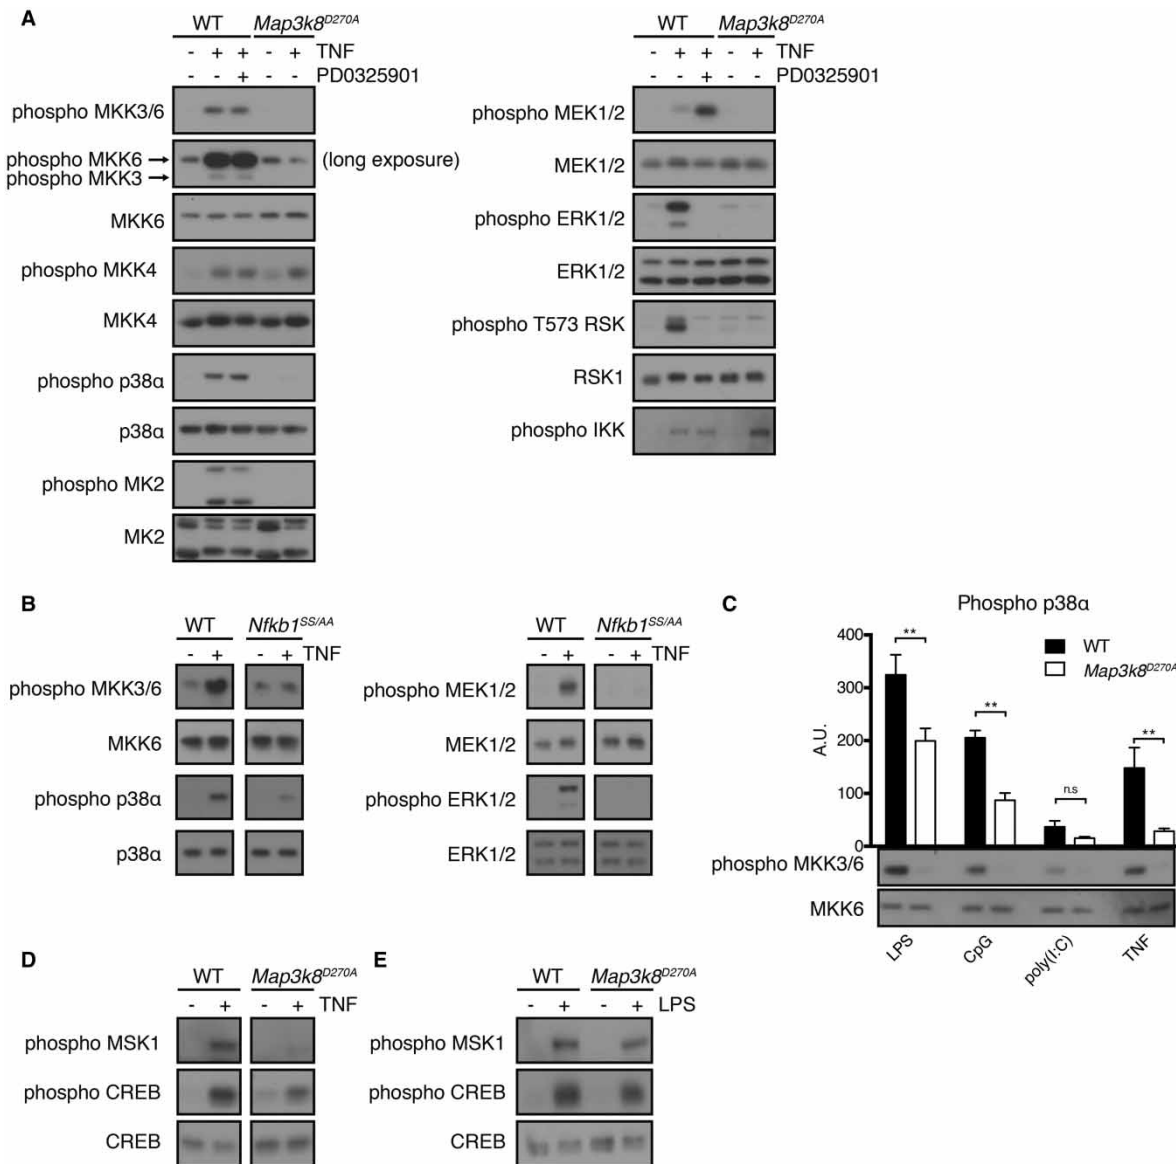 A
WT Map3k8D270A
- + + - + TNF
- - + - - PD0325901
phospho MKK3/6
phospho MKK6 (long exposure)
phospho MKK3
MKK6
phospho MKK4
MKK4
phospho p38α
p38α
phospho MK2
MK2
WT Map3k8D270A
- + + - + TNF
- - + - - PD0325901
phospho MEK1/2
MEK1/2
phospho ERK1/2
ERK1/2
phospho T573 RSK
RSK1
phospho IKK
B
WT Nfkb1SS/AA
- + - + TNF
phospho MKK3/6
MKK6
phospho p38α
p38α
WT Nfkb1SS/AA
- + - + TNF
phospho MEK1/2
MEK1/2
phospho ERK1/2
ERK1/2
C
Phospho p38α
WT
Map3k8D270A
A.U.
400
300
200
100
0
**
**
n.s
**
phospho MKK3/6
MKK6
LPS CpG poly(I:C) TNF
D
WT Map3k8D270A
- + - + TNF
phospho MSK1
phospho CREB
CREB
E
WT Map3k8D270A
- + - + LPS
phospho MSK1
phospho CREB
CREB